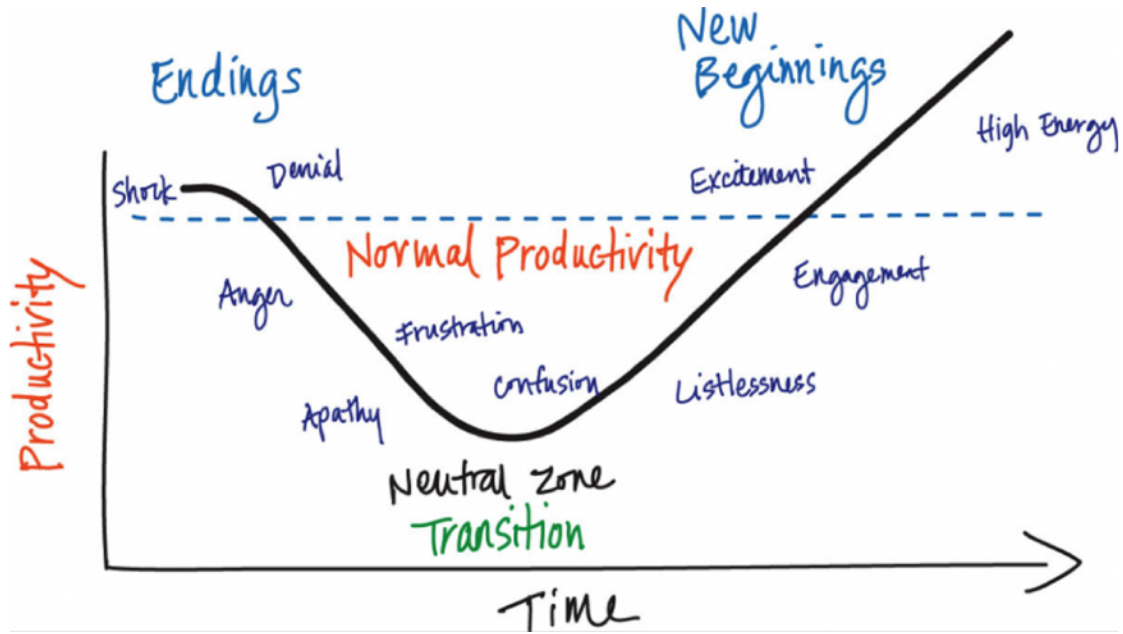 New
Beginnings
Endings
High Energy
Denial
Excitement
Shock
Normal Productivity
Engagement
Anger
Frustration
Confusion
Listlessness
Apathy
Productivity
Neutral Zone
Transition
Time